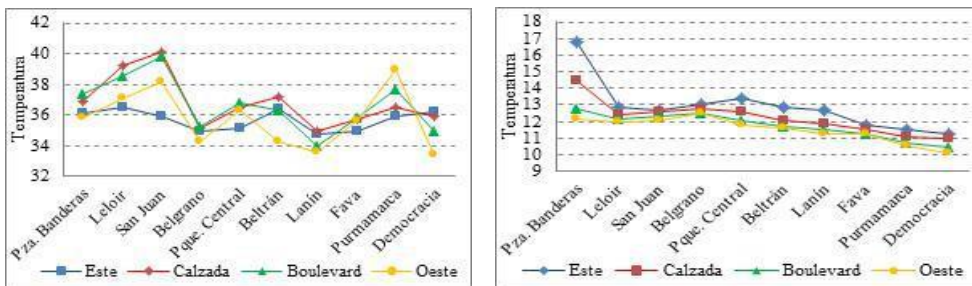 Temperatura
42
40
38
36
34
32
Pza. Banderas
Leloir
San Juan
Belgrano
Pque. Central
Beltrán
Lanín
Fava
Purmamarca
Democracia
Este Calzada Boulevard Oeste
Temperatura
18
17
16
15
14
13
12
11
10
9
Pza. Banderas
Leloir
San Juan
Belgrano
Pque. Central
Beltrán
Lanín
Fava
Purmamarca
Democracia
Este Calzada Boulevard Oeste